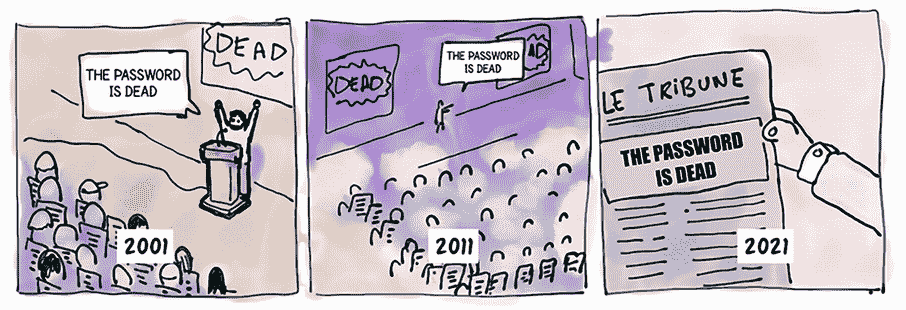 DEAD
THE PASSWORD
IS DEAD
2001
THE PASSWORD
IS DEAD
AD
DEAD
2011
LE TRIBUNE
THE PASSWORD
IS DEAD
2021